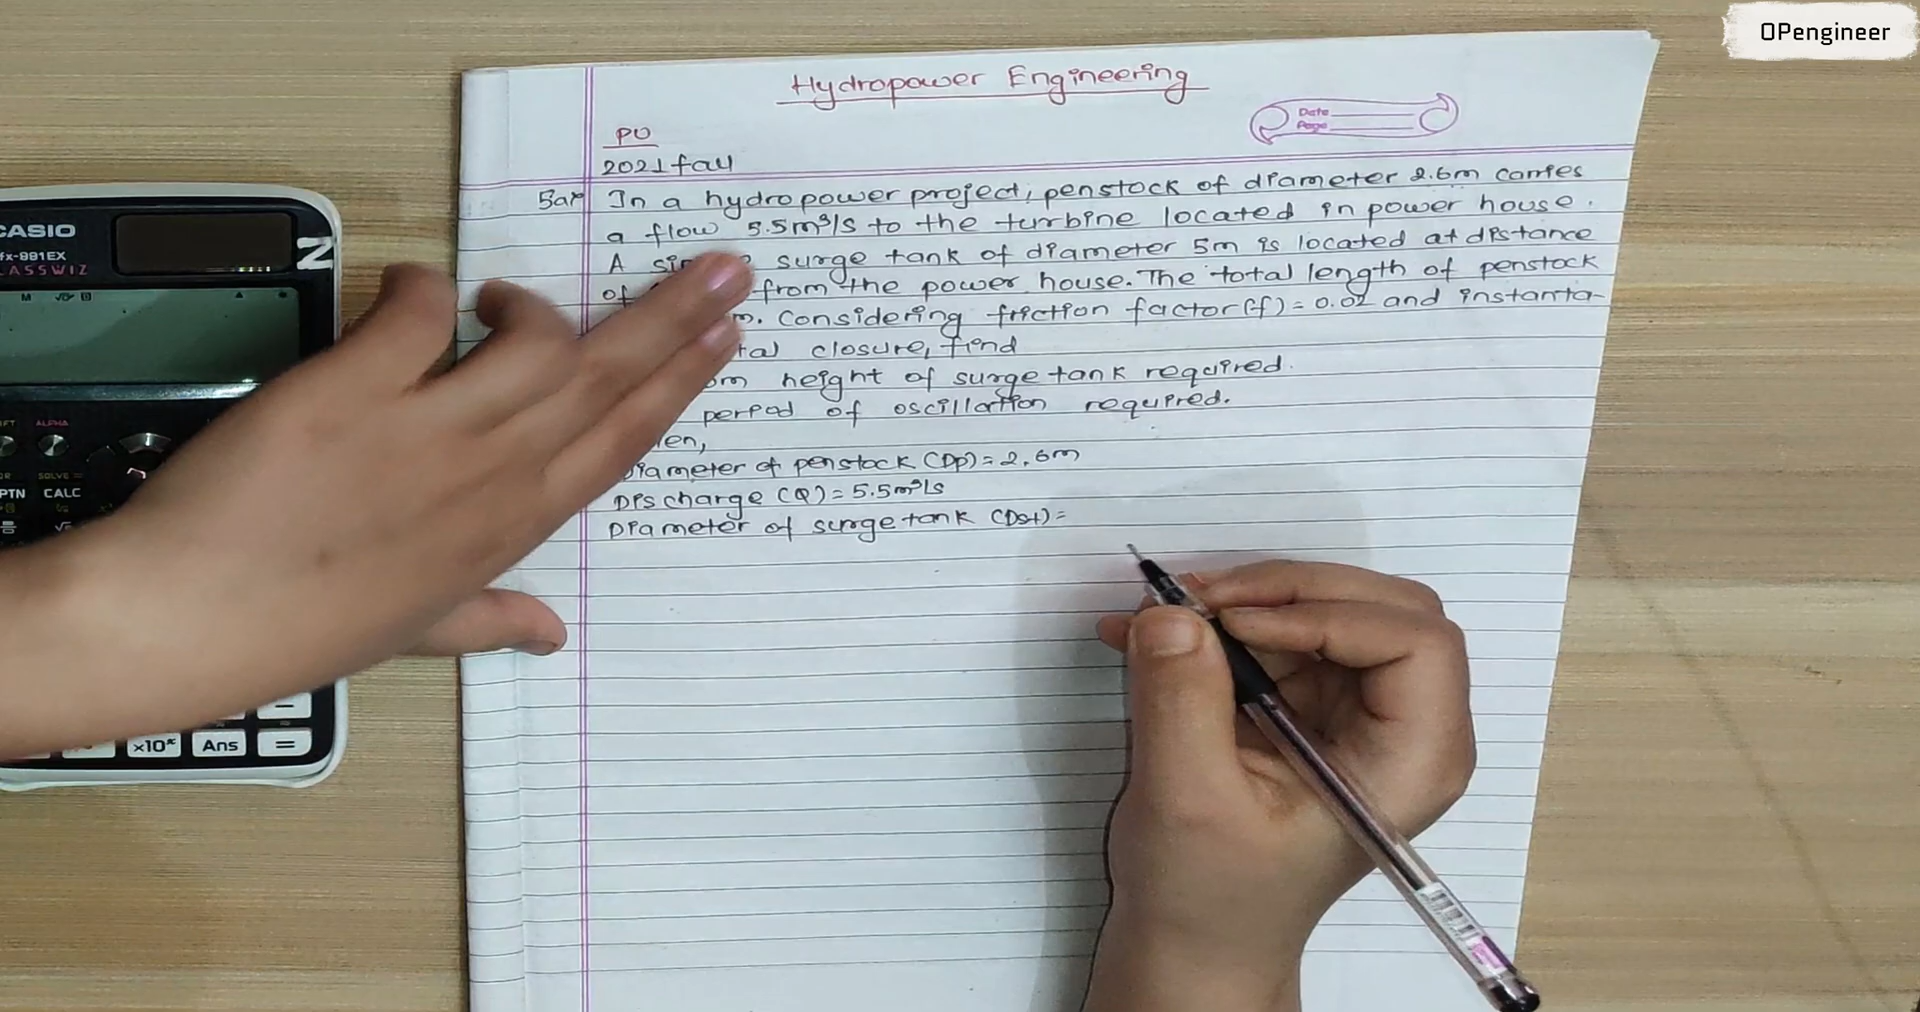 OPengineer
Hydropower Engineering
Date
Page
PU
2021 fall
5a) In a hydropower project, penstock of diameter 2.6m carries
a flow 5.5m³/s to the turbine located in power house.
A surge tank of diameter 5m is located at distance
of from the power house. The total length of penstock
m. Considering friction factor (f) = 0.02 and instanta-
closure, find
height of surge tank required.
period of oscillation required.
Diameter of penstock (Dp) = 2.6m
Discharge (Q) = 5.5m³/s
Diameter of surge tank (Dst) =
CASIO
fx-991EX
CLASSWIZ
M
ALPHA
SOLVE =
CALC
×10ˣ Ans =